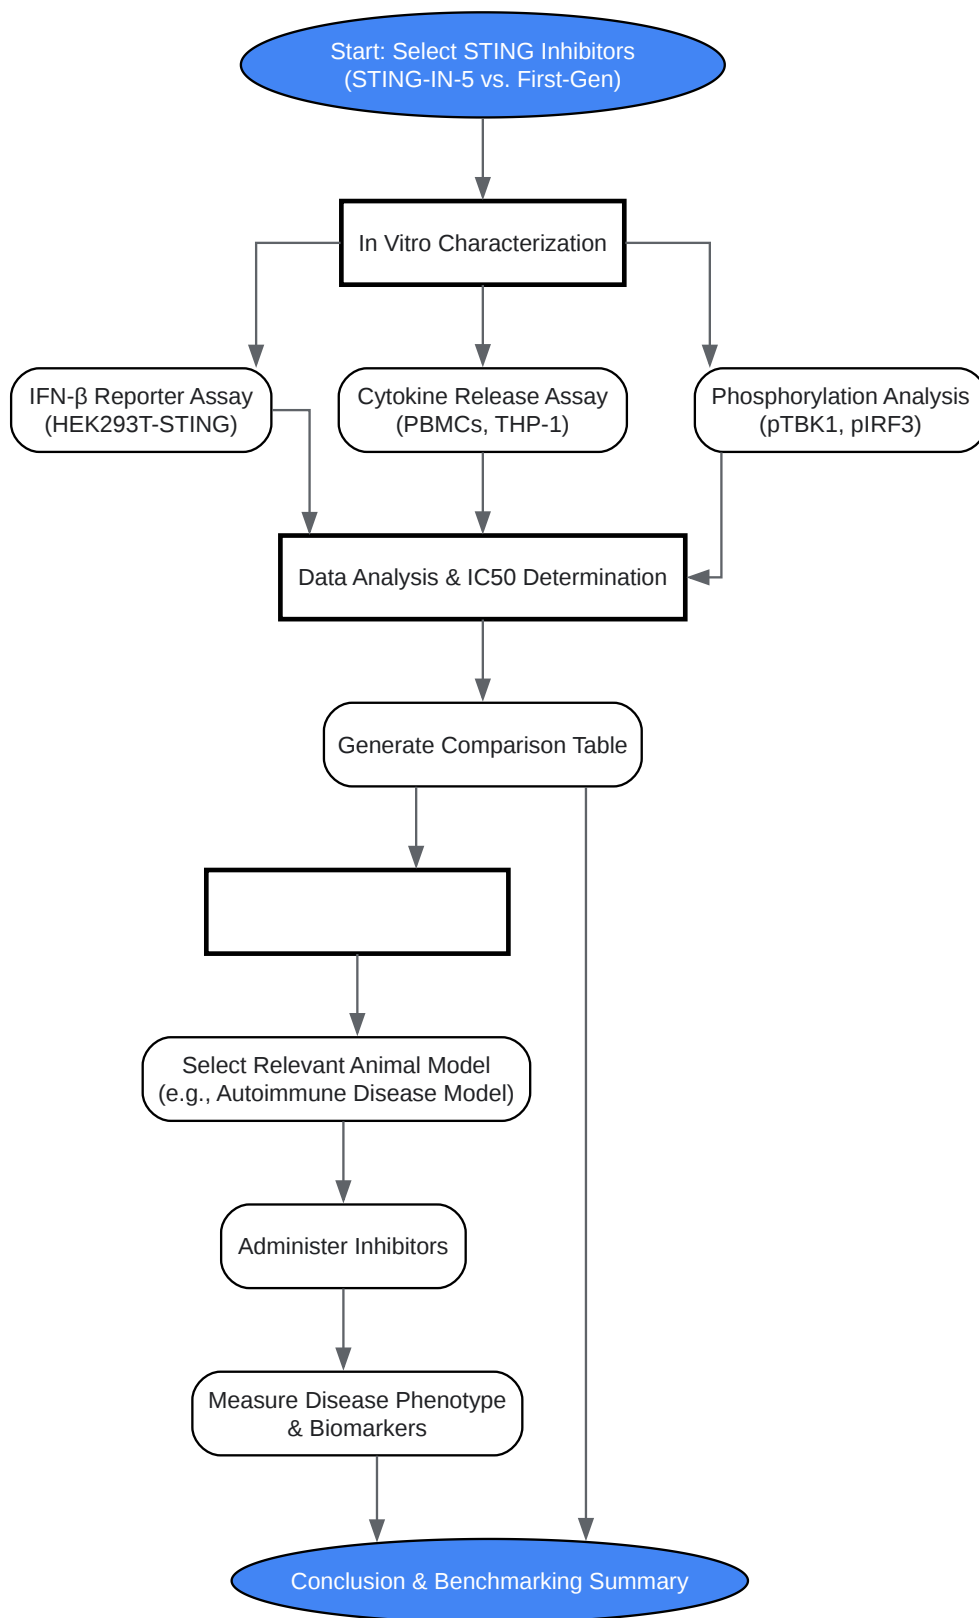 Start: Select STING Inhibitors
(STING-IN-5 vs. First-Gen)
In Vitro Characterization
IFN-β Reporter Assay
(HEK293T-STING)
Cytokine Release Assay
(PBMCs, THP-1)
Phosphorylation Analysis
(pTBK1, pIRF3)
Data Analysis & IC50 Determination
Generate Comparison Table
Select Relevant Animal Model
(e.g., Autoimmune Disease Model)
Administer Inhibitors
Measure Disease Phenotype
& Biomarkers
Conclusion & Benchmarking Summary